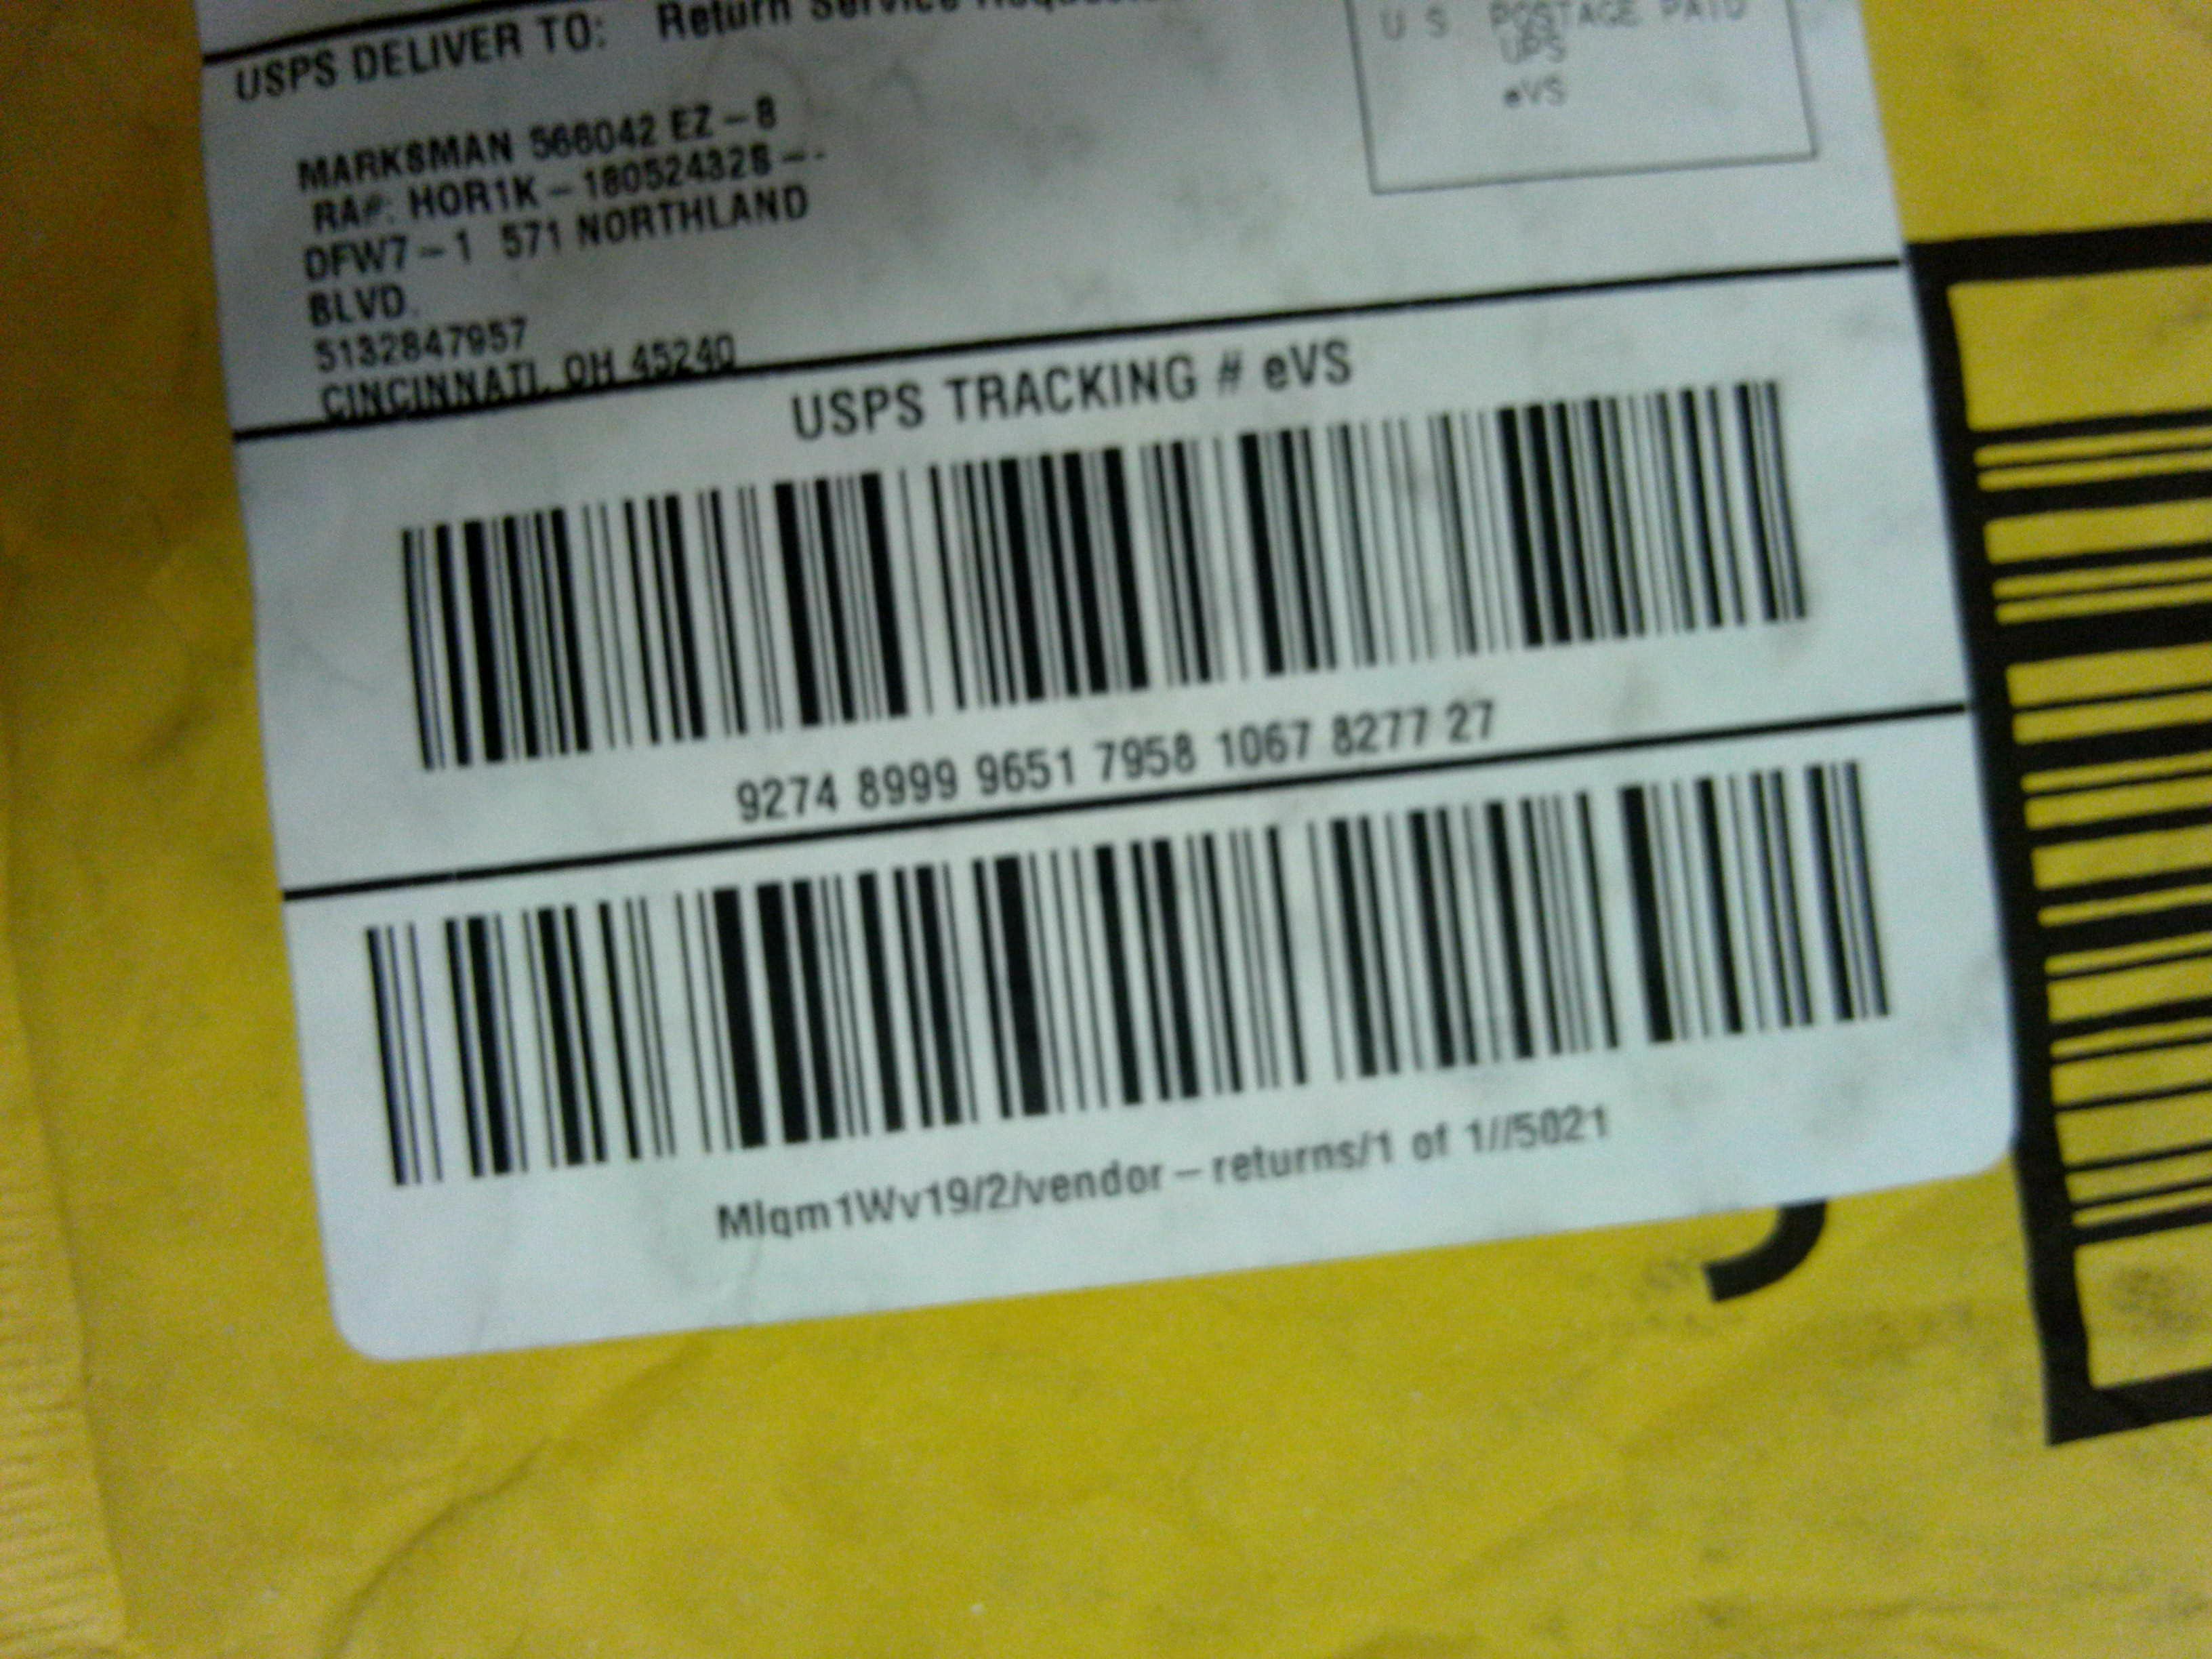 USPS DELIVER TO: Return Service
U S POSTAGE PAID
UPS
eVS
MARKSMAN 566042 EZ-8
RA#: HOR1K-180524328--
DFW7-1 571 NORTHLAND
BLVD.
5132847957
CINCINNATI, OH 45240
USPS TRACKING # eVS
9274 8999 9651 7958 1067 8277 27
MIqm1Wv19/2/vendor-returns/1 of 1//5021